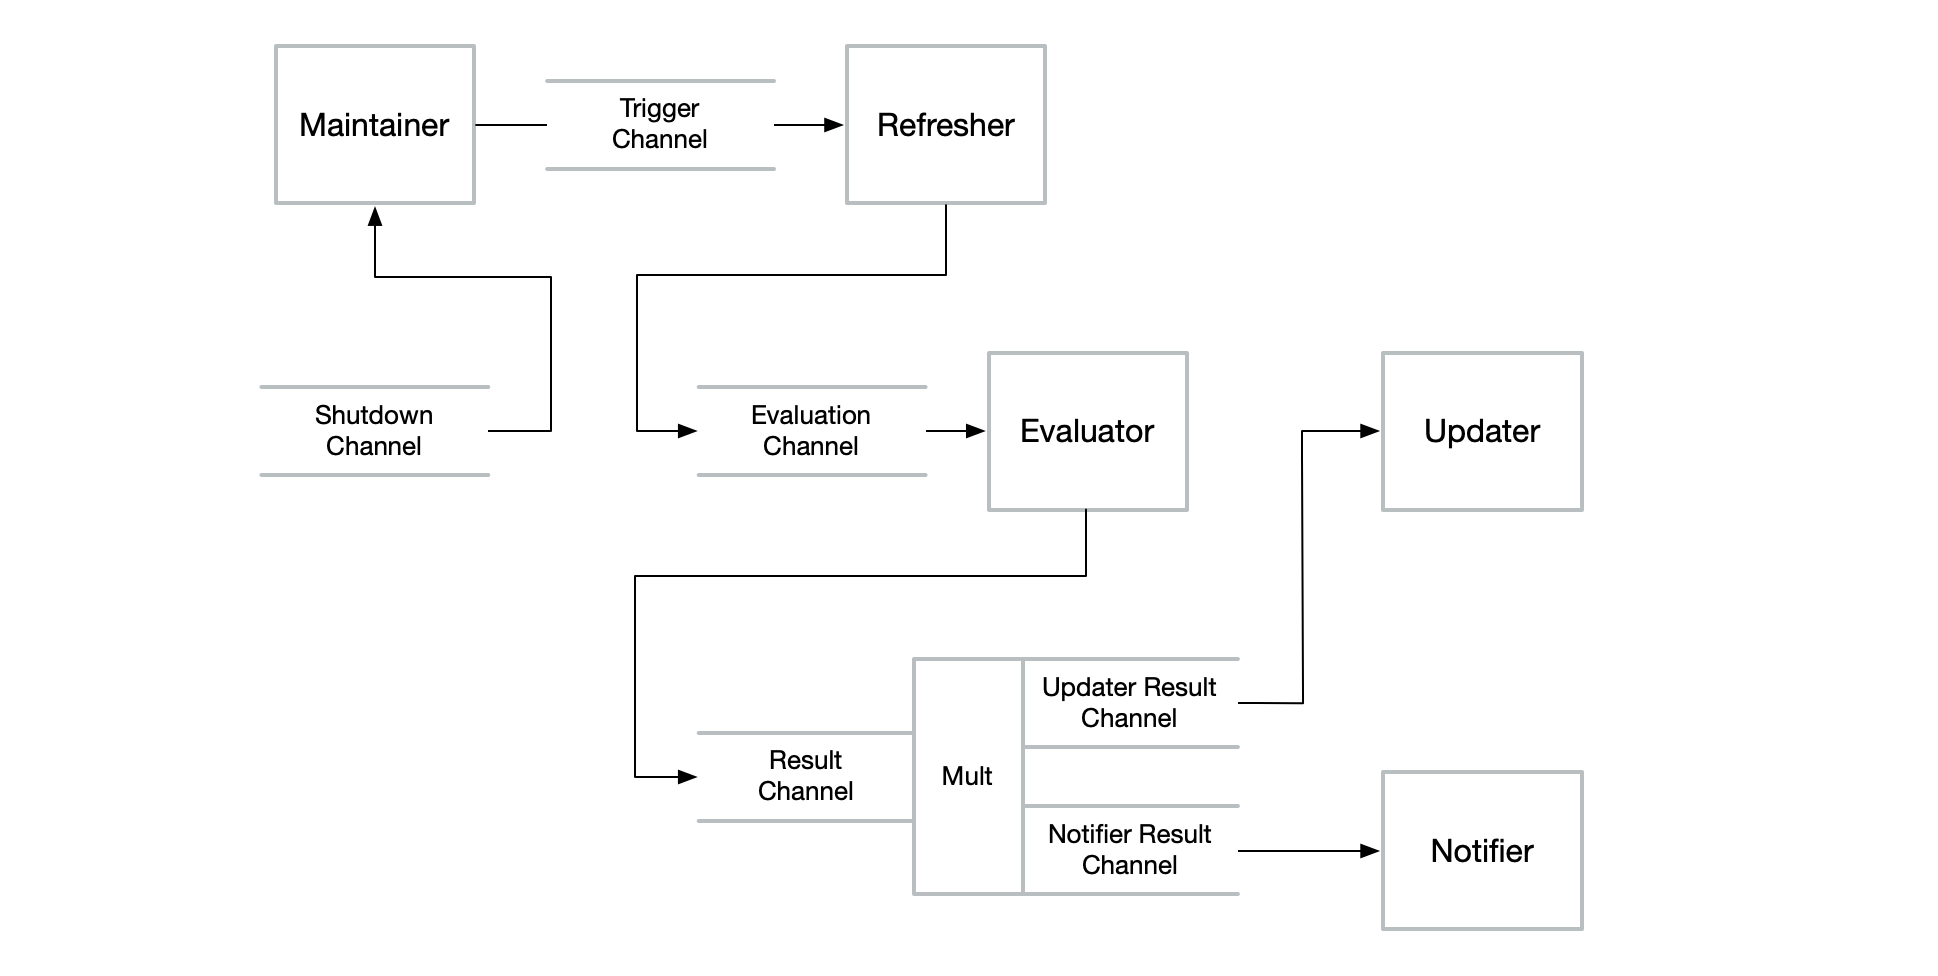 Maintainer
Trigger
Channel
Refresher
Shutdown
Channel
Evaluation
Channel
Evaluator
Updater
Result
Channel
Mult
Updater Result
Channel
Notifier Result
Channel
Notifier